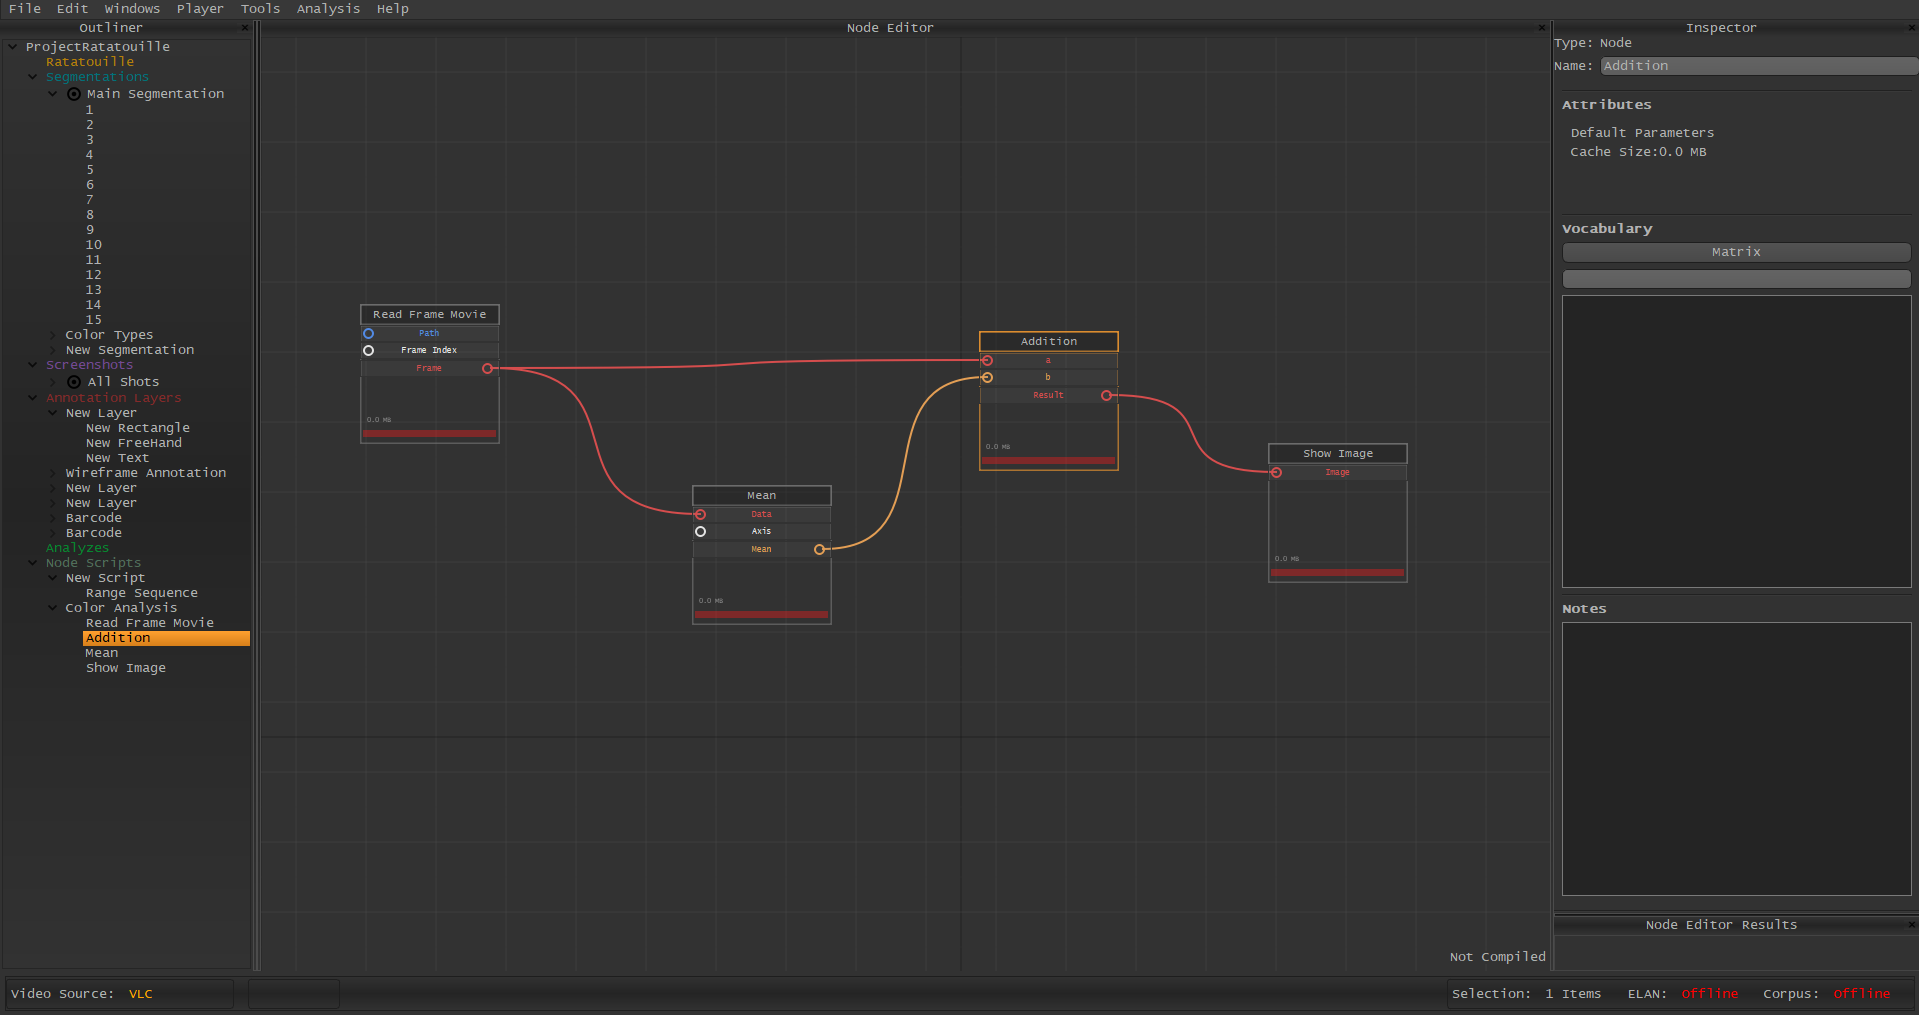 File Edit Windows Player Tools Analysis Help
Outliner
ProjectRatatouille
Ratatouille
Segmentations
Main Segmentation
1
2
3
4
5
6
7
8
9
10
11
12
13
14
15
Color Types
New Segmentation
Screenshots
All Shots
Annotation Layers
New Layer
New Rectangle
New FreeHand
New Text
Wireframe Annotation
New Layer
New Layer
Barcode
Barcode
Analyzes
Node Scripts
New Script
Range Sequence
Color Analysis
Read Frame Movie
Addition
Mean
Show Image
Node Editor
Read Frame Movie
Path
Frame Index
Frame
0.0 MB
Mean
Data
Axis
Mean
0.0 MB
Addition
a
b
Result
0.0 MB
Show Image
Image
0.0 MB
Not Compiled
Inspector
Type: Node
Name: Addition
Attributes
Default Parameters
Cache Size:0.0 MB
Vocabulary
Matrix
Notes
Node Editor Results
Video Source: VLC
Selection: 1 Items ELAN: Offline Corpus: Offline